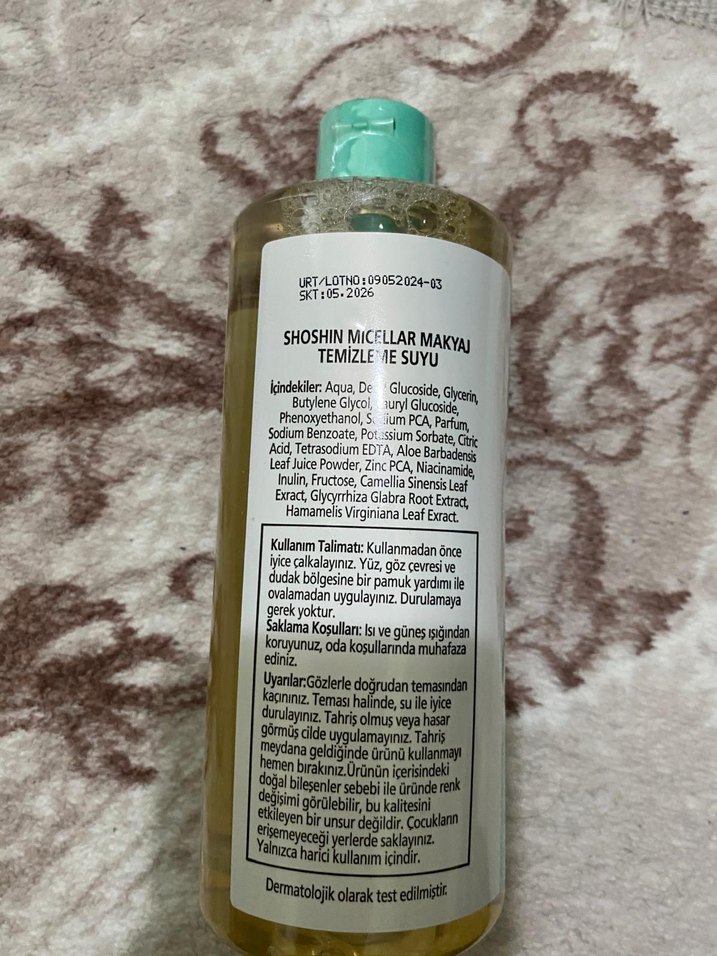 URT/LOTNO:09052024-03
SKT:05.2026
SHOSHIN MICELLAR MAKYAJ
TEMİZLEME SUYU
İçindekiler: Aqua, Decyl Glucoside, Glycerin,
Butylene Glycol, Lauryl Glucoside,
Phenoxyethanol, Sodium PCA, Parfum,
Sodium Benzoate, Potassium Sorbate, Citric
Acid, Tetrasodium EDTA, Aloe Barbadensis
Leaf Juice Powder, Zinc PCA, Niacinamide,
Inulin, Fructose, Camellia Sinensis Leaf
Exract, Glycyrrhiza Glabra Root Extract,
Hamamelis Virginiana Leaf Exract.
Kullanım Talimatı: Kullanmadan önce
iyice çalkalayınız. Yüz, göz çevresi ve
dudak bölgesine bir pamuk yardımı ile
ovalamadan uygulayınız. Durulamaya
gerek yoktur.
Saklama Koşulları: Isı ve güneş ışığından
koruyunuz, oda koşullarında muhafaza
ediniz.
Uyarılar:Gözlerle doğrudan temasından
kaçınınız. Teması halinde, su ile iyice
durulayınız. Tahriş olmuş veya hasar
görmüş cilde uygulamayınız. Tahriş
meydana geldiğinde ürünü kullanmayı
hemen bırakınız.Ürünün içerisindeki
doğal bileşenler sebebi ile üründe renk
değişimi görülebilir, bu kalitesini
etkileyen bir unsur değildir. Çocukların
erişemeyeceği yerlerde saklayınız.
Yalnızca harici kullanım içindir.
Dermatolojik olarak test edilmiştir.